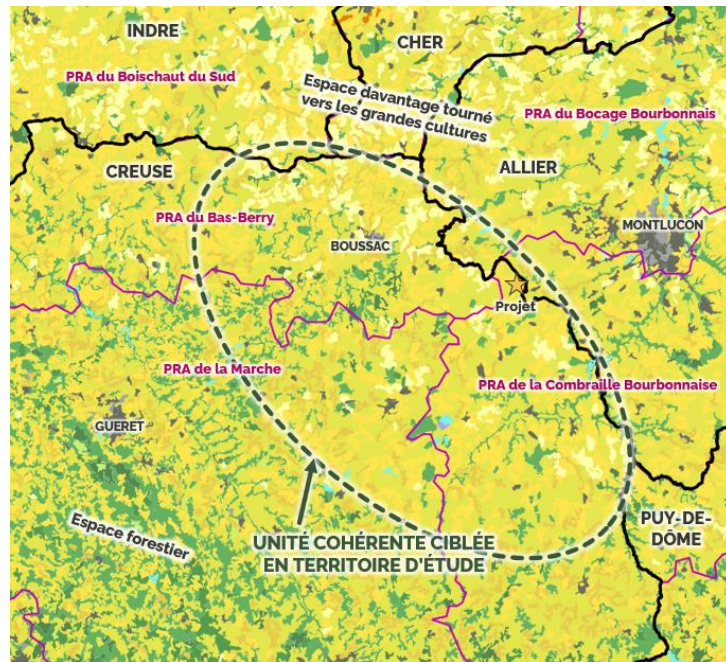 INDRE
CHER
PRA du Boischaut du Sud
Espace davantage tourné
vers les grandes cultures
PRA du Bocage Bourbonnais
CREUSE
ALLIER
PRA du Bas-Berry
BOUSSAC
MONTLUCON
Projet
PRA de la Marche
PRA de la Combraille Bourbonnaise
GUERET
Espace forestier
UNITÉ COHÉRENTE CIBLÉE
EN TERRITOIRE D'ÉTUDE
PUY-DE-
DÔME